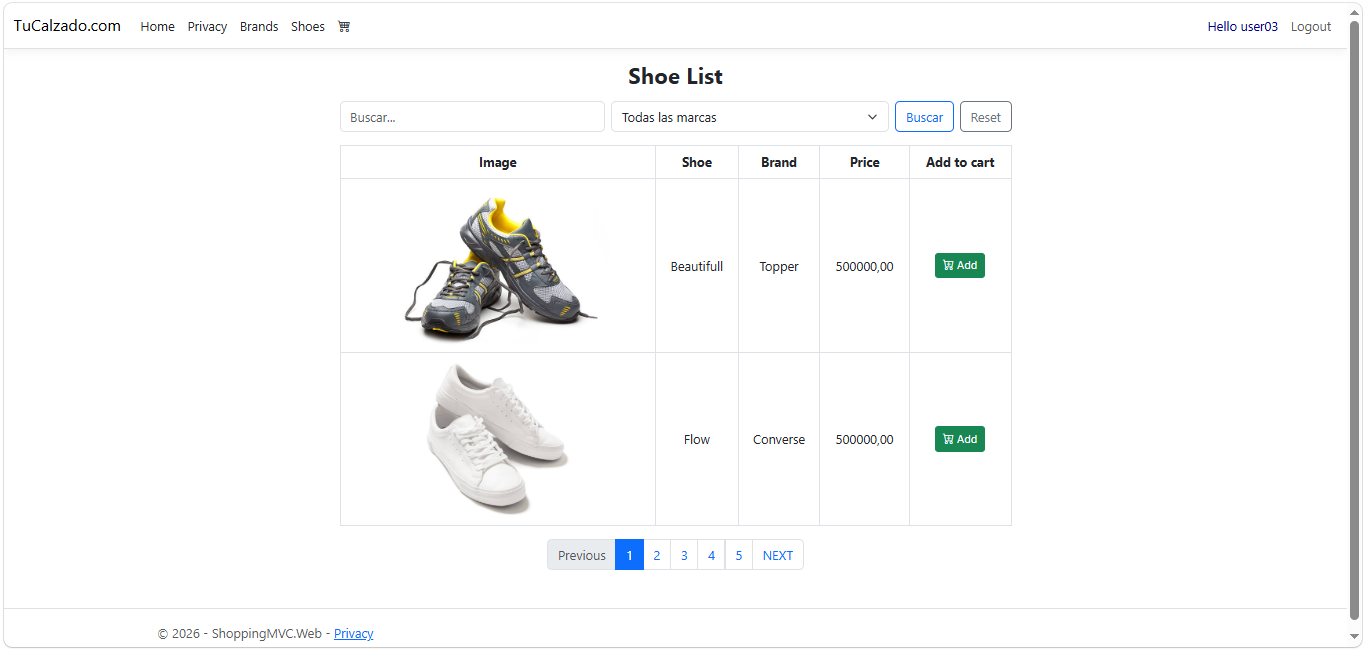 TuCalzado.com Home Privacy Brands Shoes Hello user03 Logout
Shoe List
Buscar... Todas las marcas Buscar Reset
Image Shoe Brand Price Add to cart
Beautifull Topper 500000,00 Add
Flow Converse 500000,00 Add
Previous 1 2 3 4 5 NEXT
© 2026 - ShoppingMVC.Web - Privacy